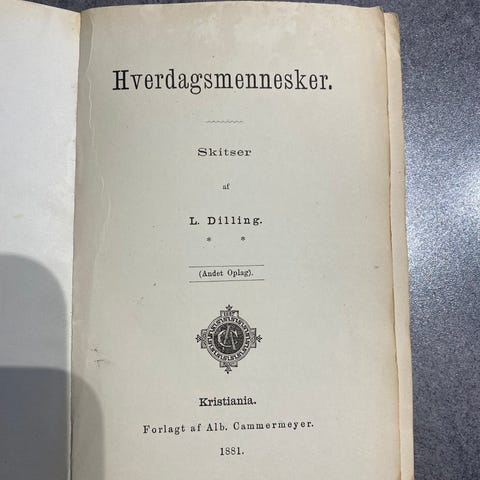 Hverdagsmennesker.
Skitser
af
L. Dilling.
* *
(Andet Oplag).
Kristiania.
Forlagt af Alb. Cammermeyer.
1881.